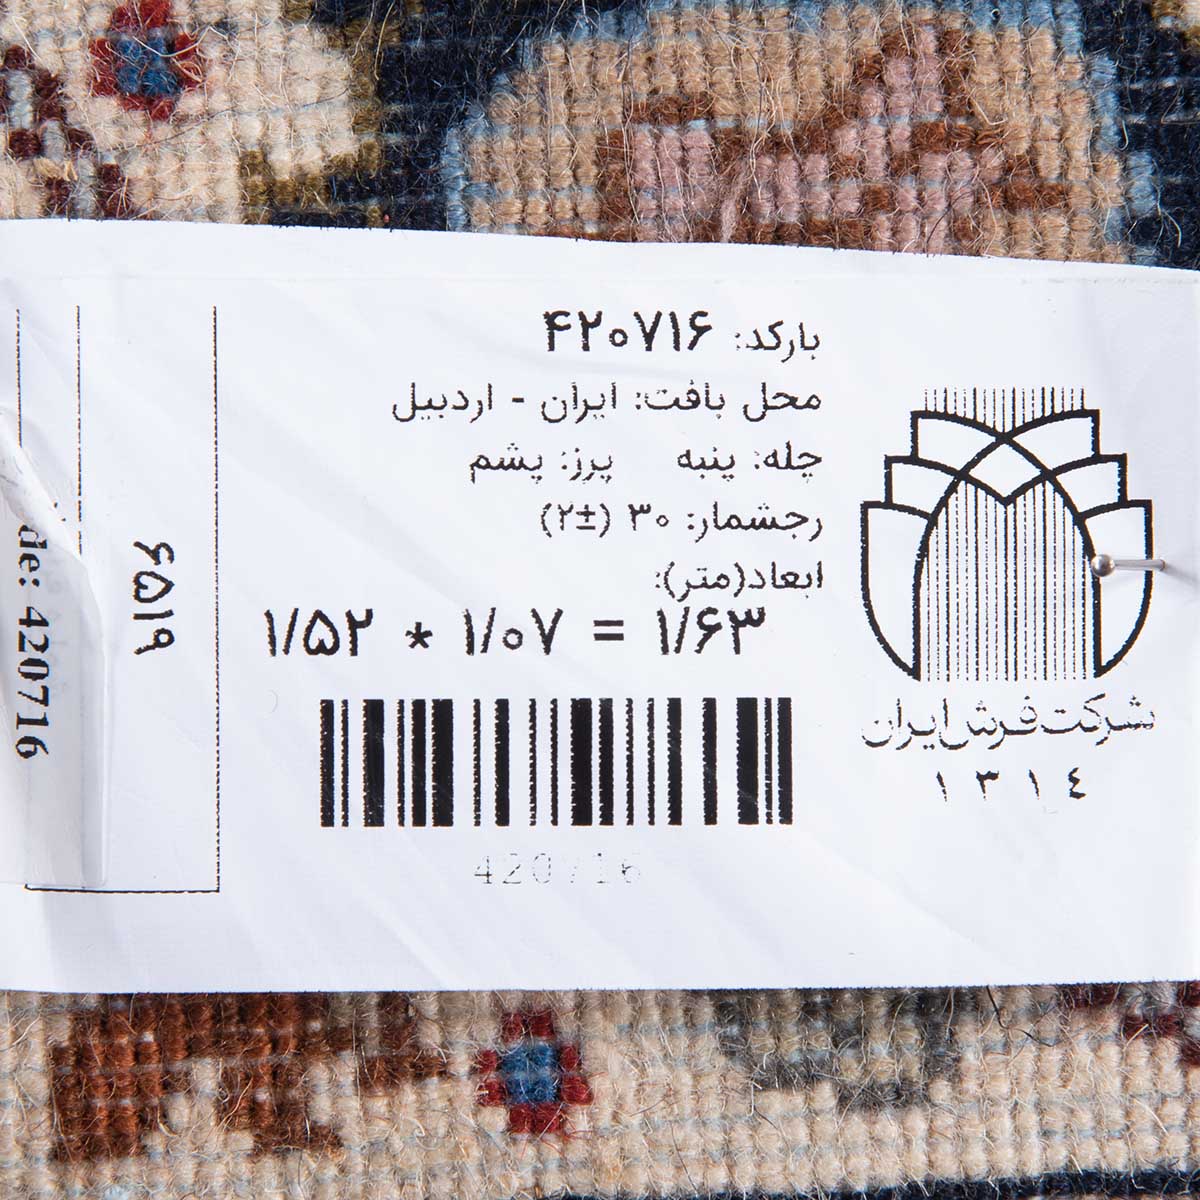 بارکد: ۴۲۰۷۱۶
محل بافت: ایران - اردبیل
چله: پنبه پرز: پشم
رجشمار: ۳۰ (±۲)
ابعاد(متر):
۱/۵۲ * ۱/۰۷ = ۱/۶۳
420716
شرکت فرش ایران
١٣١٤
۶۵۱۹
de: 420716